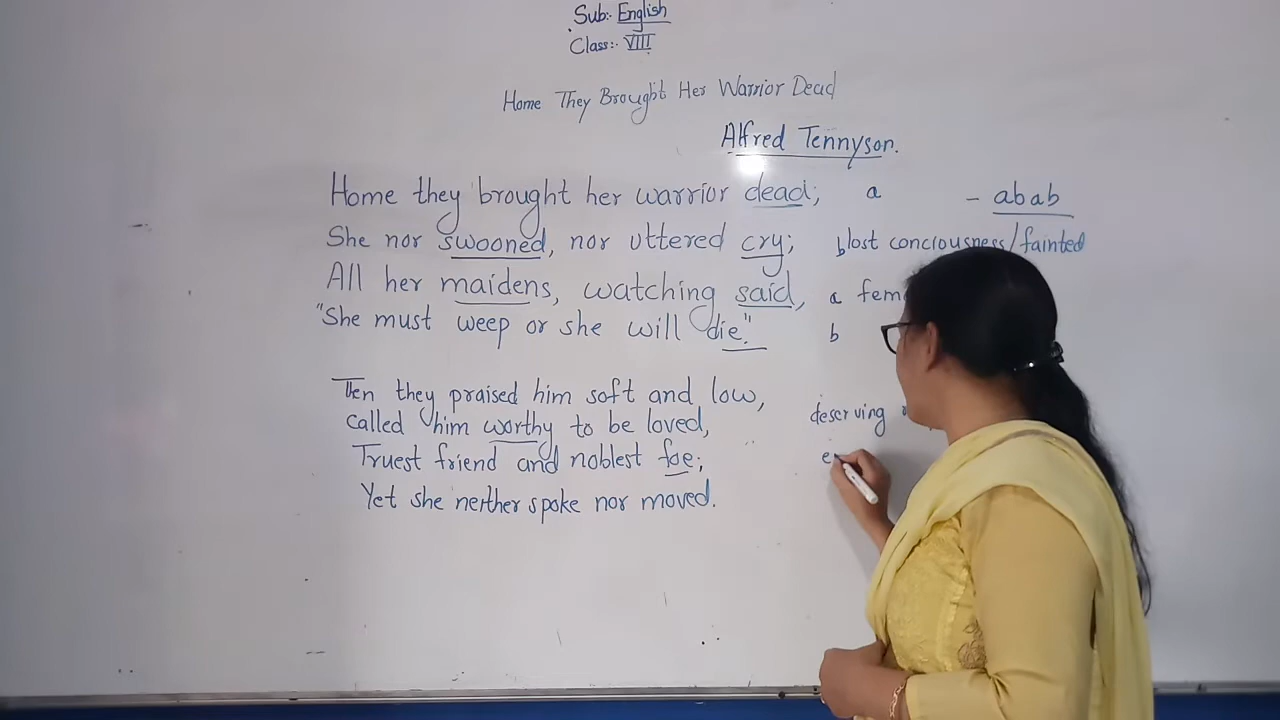 Sub:- English
Class:- VIII
Home They Brought Her Warrior Dead
Alfred Tennyson.
Home they brought her warrior dead; a - abab
She nor swooned, nor uttered cry; b lost conciousness/fainted
All her maidens, watching said, a fem
"She must weep or she will die." b
Then they praised him soft and low,
called him worthy to be loved, deserving
Truest friend and noblest foe; e
Yet she neither spoke nor moved.